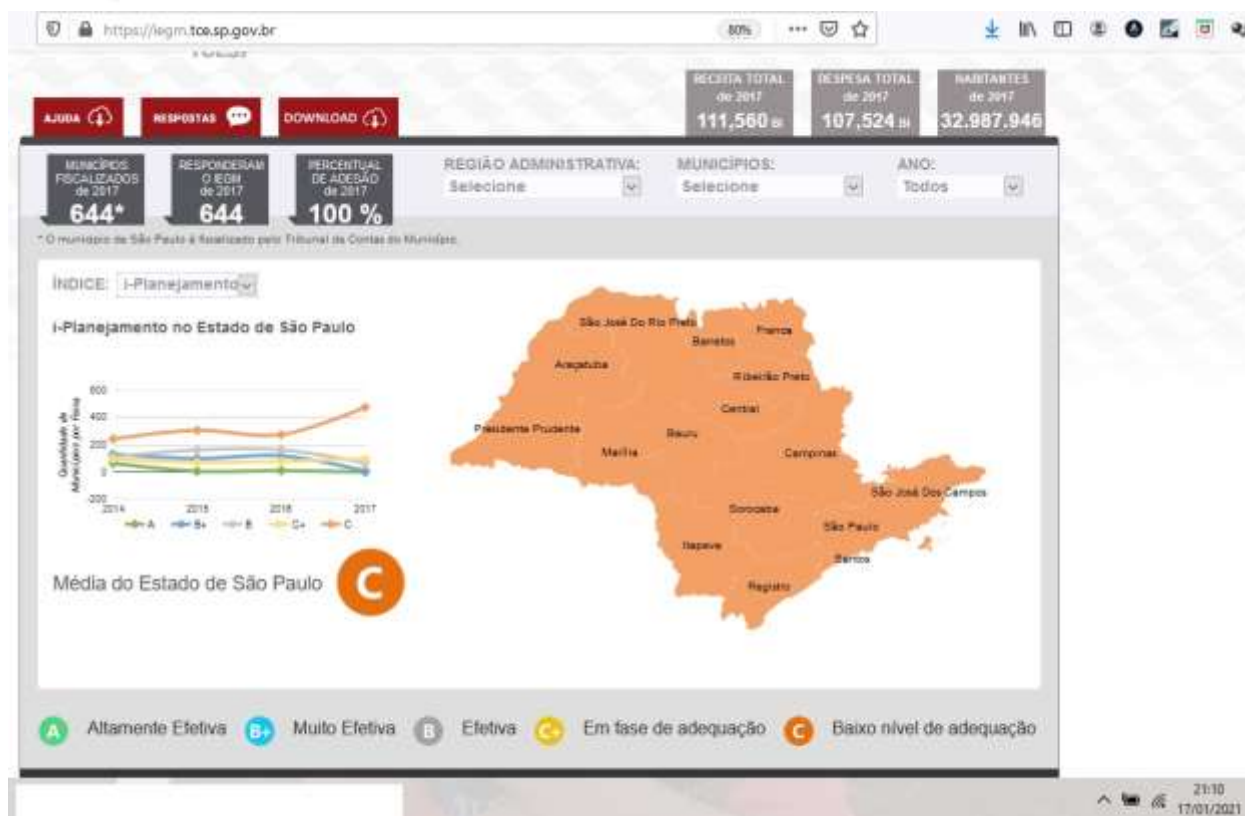 https://iegm.tce.sp.gov.br
80%
RECEITA TOTAL
de 2017
111,560 BI
DESPESA TOTAL
de 2017
107,524 BI
HABITANTES
de 2017
32.987.946
AJUDA
RESPOSTAS
DOWNLOAD
MUNICÍPIOS
FISCALIZADOS
de 2017
644*
RESPONDERAM
O IEGM
de 2017
644
PERCENTUAL
DE ADESÃO
de 2017
100 %
REGIÃO ADMINISTRATIVA:
Selecione
MUNICÍPIOS:
Selecione
ANO:
Todos
* O município de São Paulo é fiscalizado pelo Tribunal de Contas do Município.
ÍNDICE: i-Planejamento
i-Planejamento no Estado de São Paulo
Quantidade de
Municípios por Faixa
600
400
200
0
-200
2014 2015 2016 2017
A B+ B C+ C
Média do Estado de São Paulo C
São José Do Rio Preto
Barretos
Franca
Araçatuba
Ribeirão Preto
Central
Presidente Prudente
Bauru
Marília
Campinas
São José Dos Campos
Sorocaba
São Paulo
Itapeva
Santos
Registro
A Altamente Efetiva B+ Muito Efetiva B Efetiva C+ Em fase de adequação C Baixo nível de adequação
21:10
17/01/2021